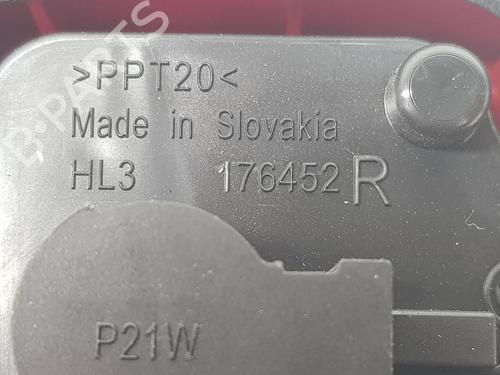 >PPT20<
Made in Slovakia
HL3 176452 R
P21W
B-PARTS